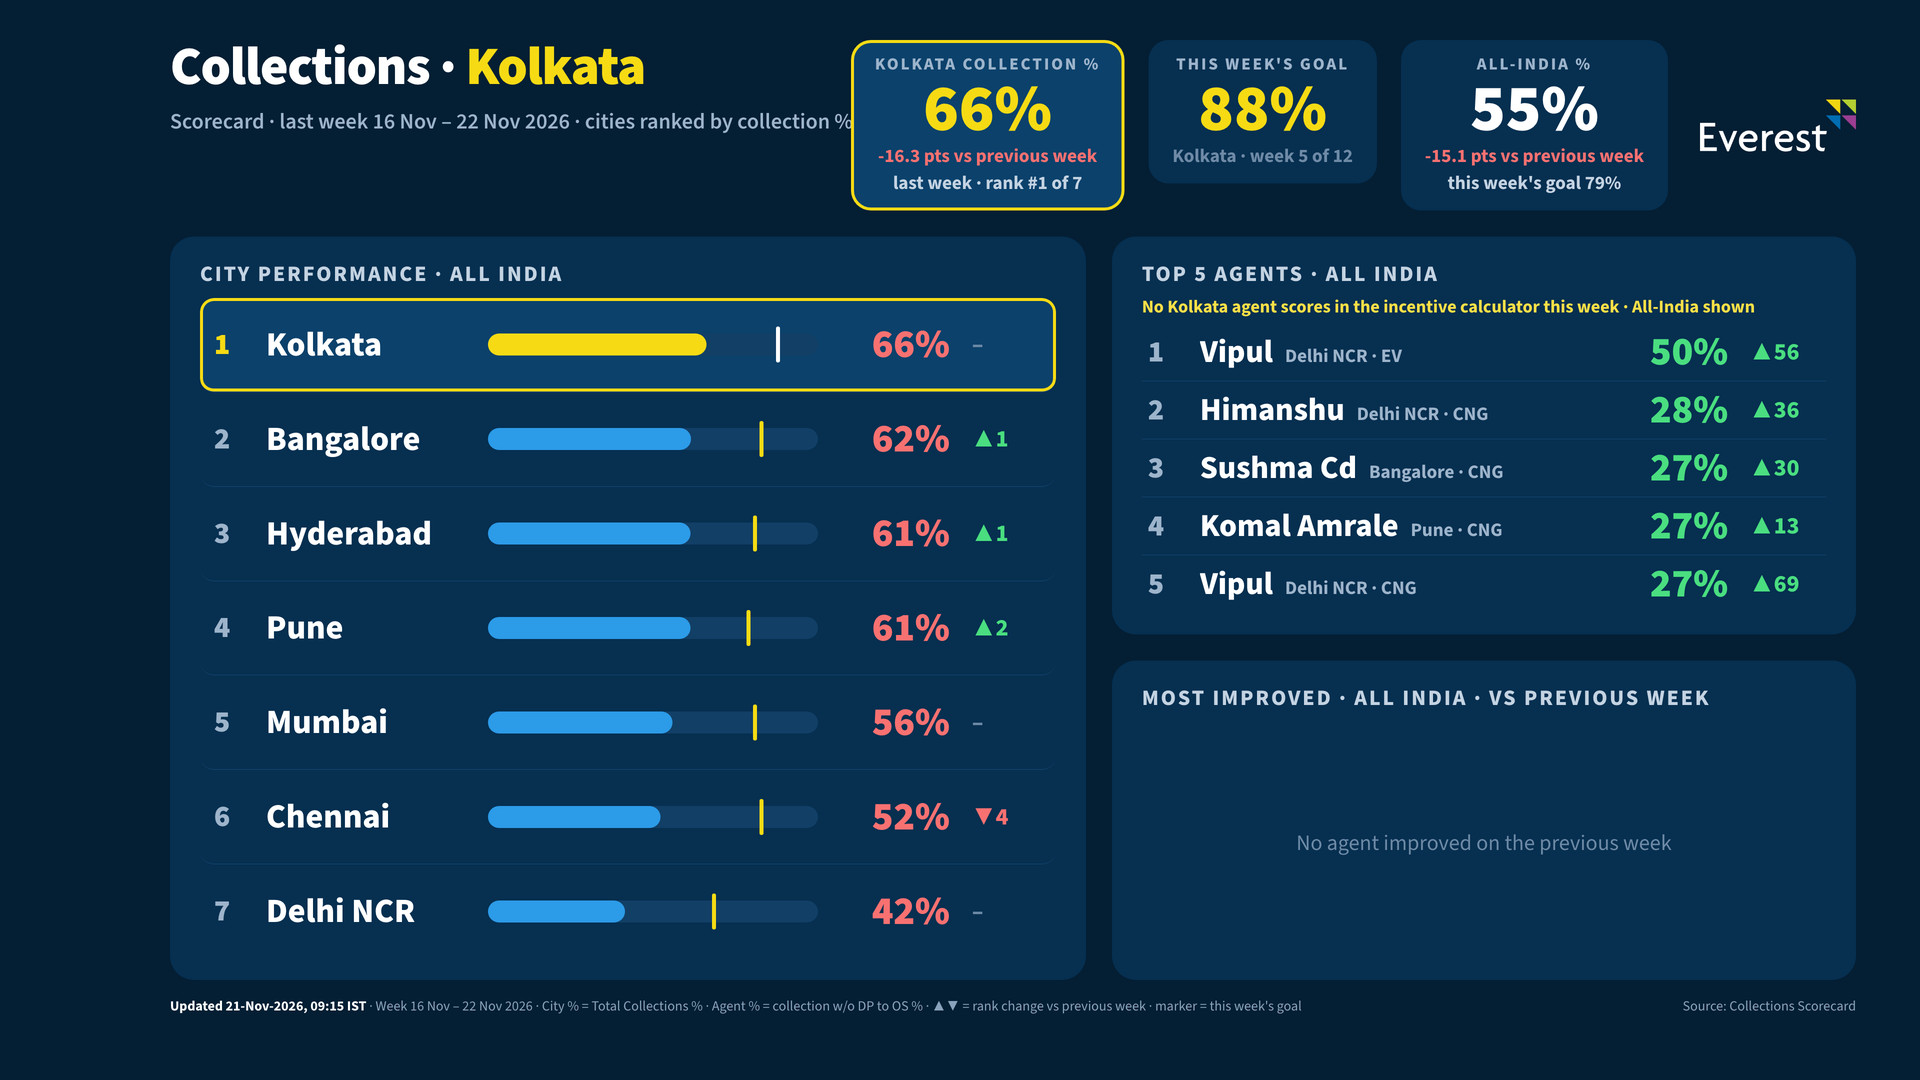 Collections · Kolkata
Scorecard · last week 16 Nov – 22 Nov 2026 · cities ranked by collection %
KOLKATA COLLECTION %
66%
-16.3 pts vs previous week
last week · rank #1 of 7
THIS WEEK'S GOAL
88%
Kolkata · week 5 of 12
ALL-INDIA %
55%
-15.1 pts vs previous week
this week's goal 79%
Everest
CITY PERFORMANCE · ALL INDIA
1 Kolkata 66% –
2 Bangalore 62% ▲1
3 Hyderabad 61% ▲1
4 Pune 61% ▲2
5 Mumbai 56% –
6 Chennai 52% ▼4
7 Delhi NCR 42% –
TOP 5 AGENTS · ALL INDIA
No Kolkata agent scores in the incentive calculator this week · All-India shown
1 Vipul Delhi NCR · EV 50% ▲56
2 Himanshu Delhi NCR · CNG 28% ▲36
3 Sushma Cd Bangalore · CNG 27% ▲30
4 Komal Amrale Pune · CNG 27% ▲13
5 Vipul Delhi NCR · CNG 27% ▲69
MOST IMPROVED · ALL INDIA · VS PREVIOUS WEEK
No agent improved on the previous week
Updated 21-Nov-2026, 09:15 IST · Week 16 Nov – 22 Nov 2026 · City % = Total Collections % · Agent % = collection w/o DP to OS % · ▲▼ = rank change vs previous week · marker = this week's goal
Source: Collections Scorecard